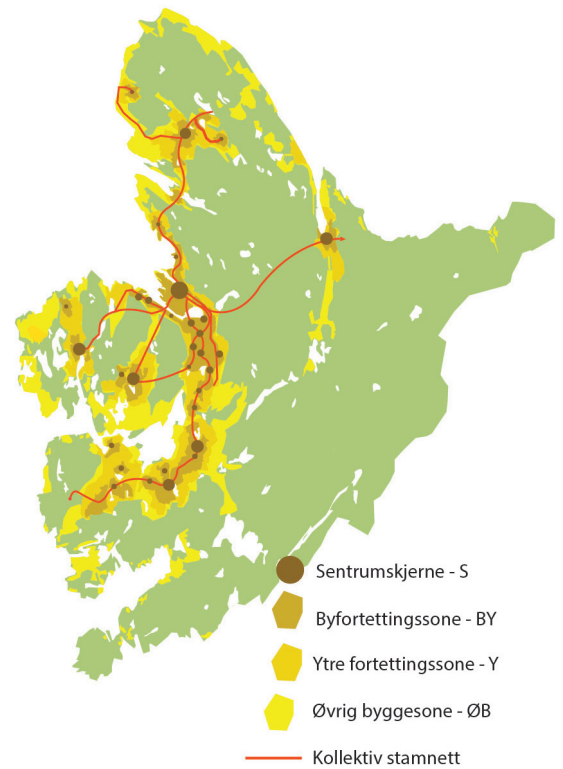 Sentrumskjerne - S
Byfortettingssone - BY
Ytre fortettingssone - Y
Øvrig byggesone - ØB
Kollektiv stamnett